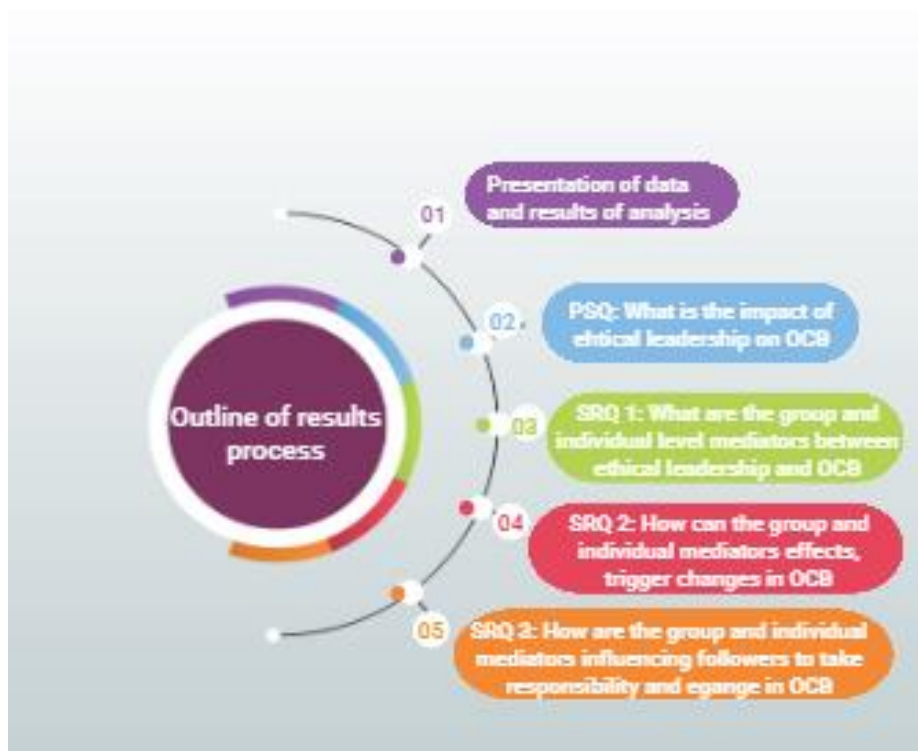 01
Presentation of data
and results of analysis
02
PSQ: What is the impact of
ehtical leadership on OCB
Outline of results
process
03
SRQ 1: What are the group and
individual level mediators between
ethical leadership and OCB
04
SRQ 2: How can the group and
individual mediators effects,
trigger changes in OCB
05
SRQ 3: How are the group and individual
mediators influencing followers to take
responsibility and egange in OCB